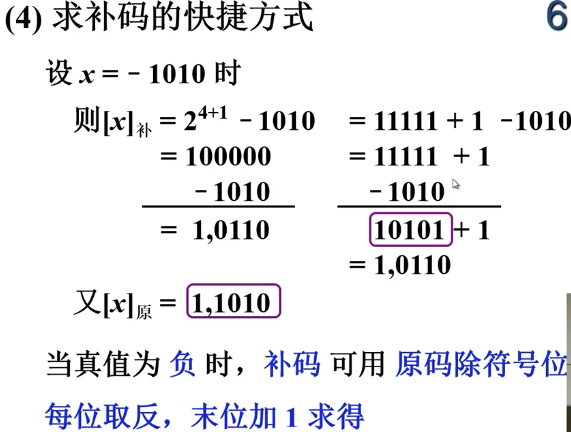 (4) 求补码的快捷方式 6
设 x = – 1010 时
则[x]补 = 2⁴⁺¹ – 1010 = 11111 + 1 –1010
= 100000 = 11111 + 1
– 1010 – 1010
= 1,0110 10101 + 1
= 1,0110
又[x]原 = 1,1010
当真值为 负 时，补码 可用 原码除符号位
每位取反，末位加 1 求得